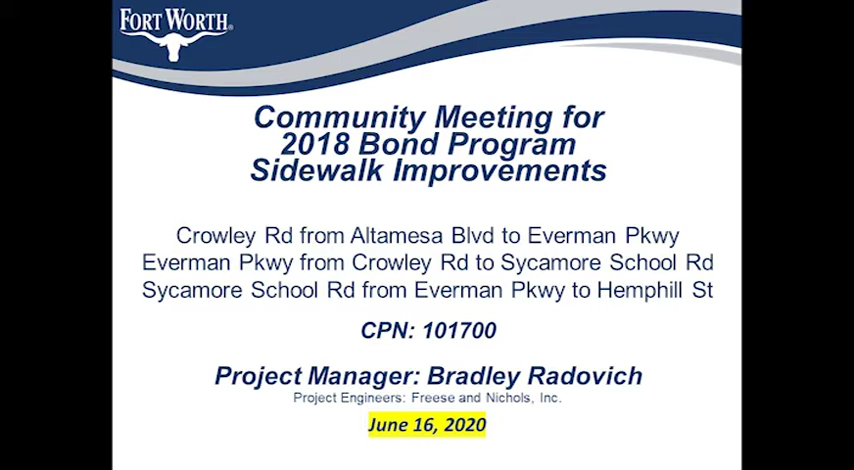 FORT WORTH®
Community Meeting for
2018 Bond Program
Sidewalk Improvements
Crowley Rd from Altamesa Blvd to Everman Pkwy
Everman Pkwy from Crowley Rd to Sycamore School Rd
Sycamore School Rd from Everman Pkwy to Hemphill St
CPN: 101700
Project Manager: Bradley Radovich
Project Engineers: Freese and Nichols, Inc.
June 16, 2020